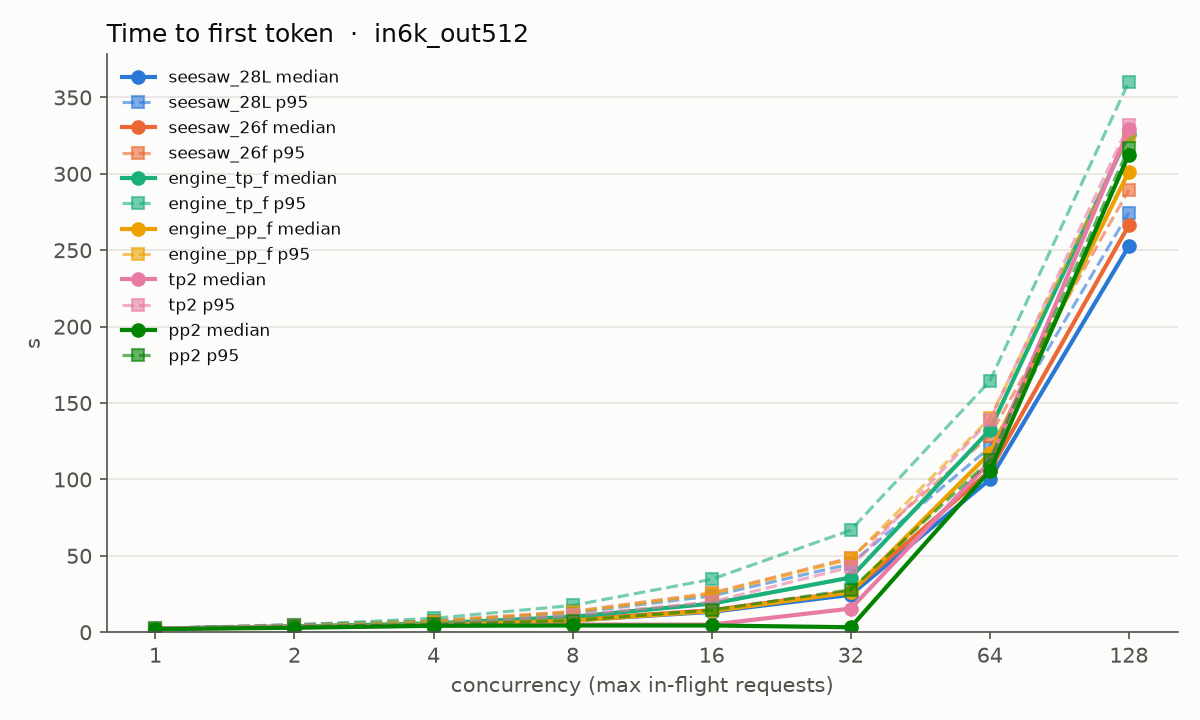 Time to first token · in6k_out512
seesaw_28L median
seesaw_28L p95
seesaw_26f median
seesaw_26f p95
engine_tp_f median
engine_tp_f p95
engine_pp_f median
engine_pp_f p95
tp2 median
tp2 p95
pp2 median
pp2 p95
350
300
250
200
150
100
50
0
s
1 2 4 8 16 32 64 128
concurrency (max in-flight requests)